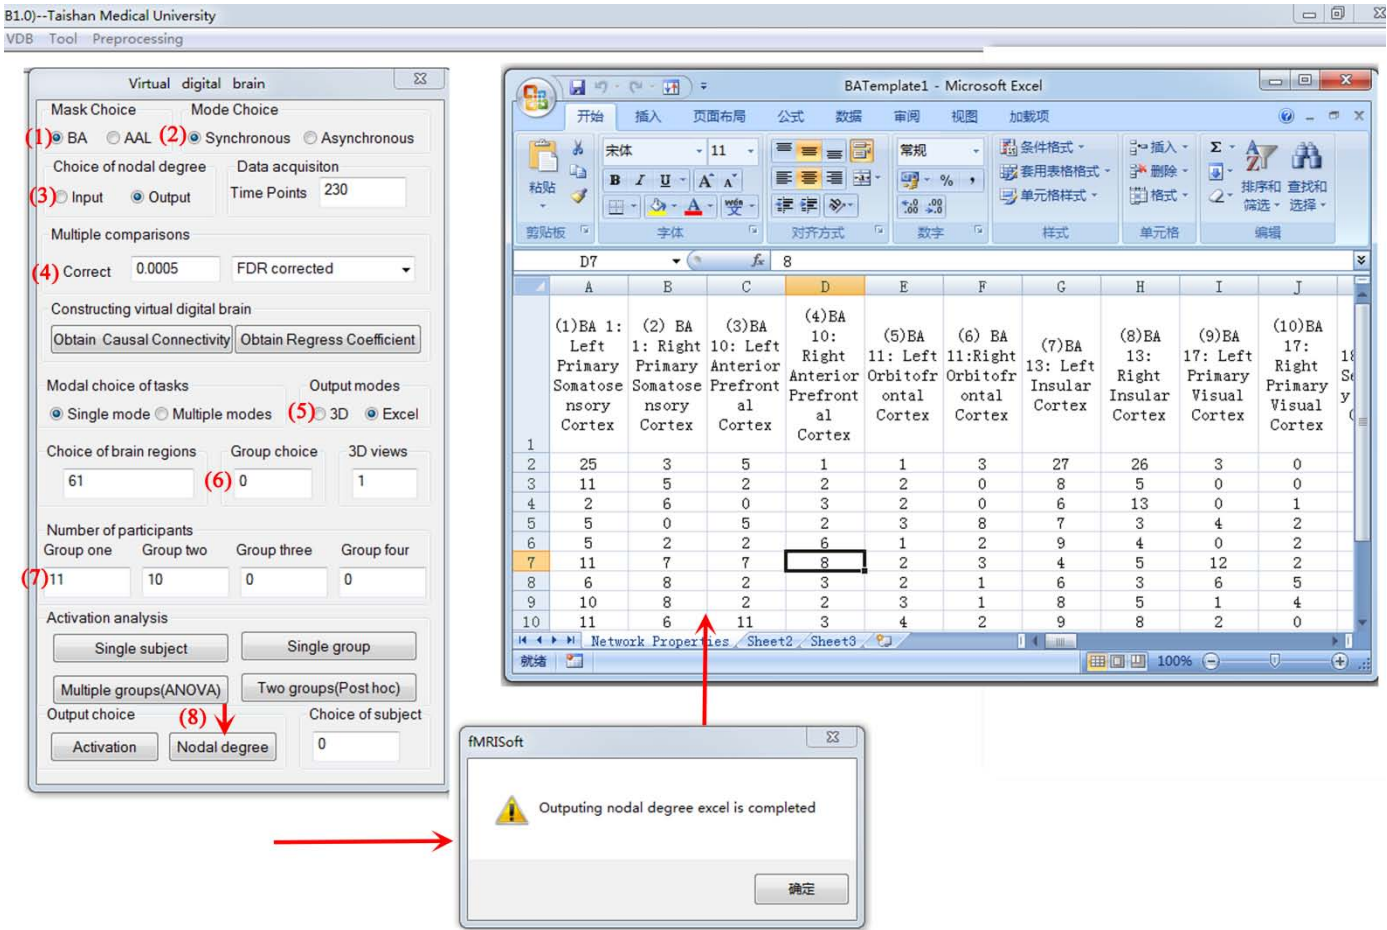 B1.0)--Taishan Medical University
VDB Tool Preprocessing
Virtual digital brain
Mask Choice Mode Choice
(1) BA AAL (2) Synchronous Asynchronous
Choice of nodal degree Data acquisiton
(3) Input Output Time Points 230
Multiple comparisons
(4) Correct 0.0005 FDR corrected
Constructing virtual digital brain
Obtain Causal Connectivity Obtain Regress Coefficient
Modal choice of tasks Output modes
Single mode Multiple modes (5) 3D Excel
Choice of brain regions Group choice 3D views
61 (6) 0 1
Number of participants
Group one Group two Group three Group four
(7) 11 10 0 0
Activation analysis
Single subject Single group
Multiple groups(ANOVA) Two groups(Post hoc)
Output choice (8) Choice of subject
Activation Nodal degree 0
BATemplate1 - Microsoft Excel
开始 插入 页面布局 公式 数据 审阅 视图 加载项
宋体 11 常规 条件格式 插入 Σ
粘贴 B I U A A % , 套用表格格式 删除 排序和 查找和
A wén 文 .0 .00 .00 .0 单元格样式 格式 筛选 选择
剪贴板 字体 对齐方式 数字 样式 单元格 编辑
D7 fx 8
A B C D E F G H I J
1 (1)BA 1: Left Primary Somatosensory Cortex (2) BA 1: Right Primary Somatosensory Cortex (3)BA 10: Left Anterior Prefrontal Cortex (4)BA 10: Right Anterior Prefrontal Cortex (5)BA 11: Left Orbitofrontal Cortex (6) BA 11:Right Orbitofrontal Cortex (7)BA 13: Left Insular Cortex (8)BA 13: Right Insular Cortex (9)BA 17: Left Primary Visual Cortex (10)BA 17: Right Primary Visual Cortex
2 25 3 5 1 1 3 27 26 3 0
3 11 5 2 2 2 0 8 5 0 0
4 2 6 0 3 2 0 6 13 0 1
5 5 0 5 2 3 8 7 3 4 2
6 5 2 2 6 1 2 9 4 0 2
7 11 7 7 8 2 3 4 5 12 2
8 6 8 2 3 2 1 6 3 6 5
9 10 8 2 2 3 1 8 5 1 4
10 11 6 11 3 4 2 9 8 2 0
Network Properties Sheet2 Sheet3
就绪 100%
fMRISoft
Outputing nodal degree excel is completed
确定